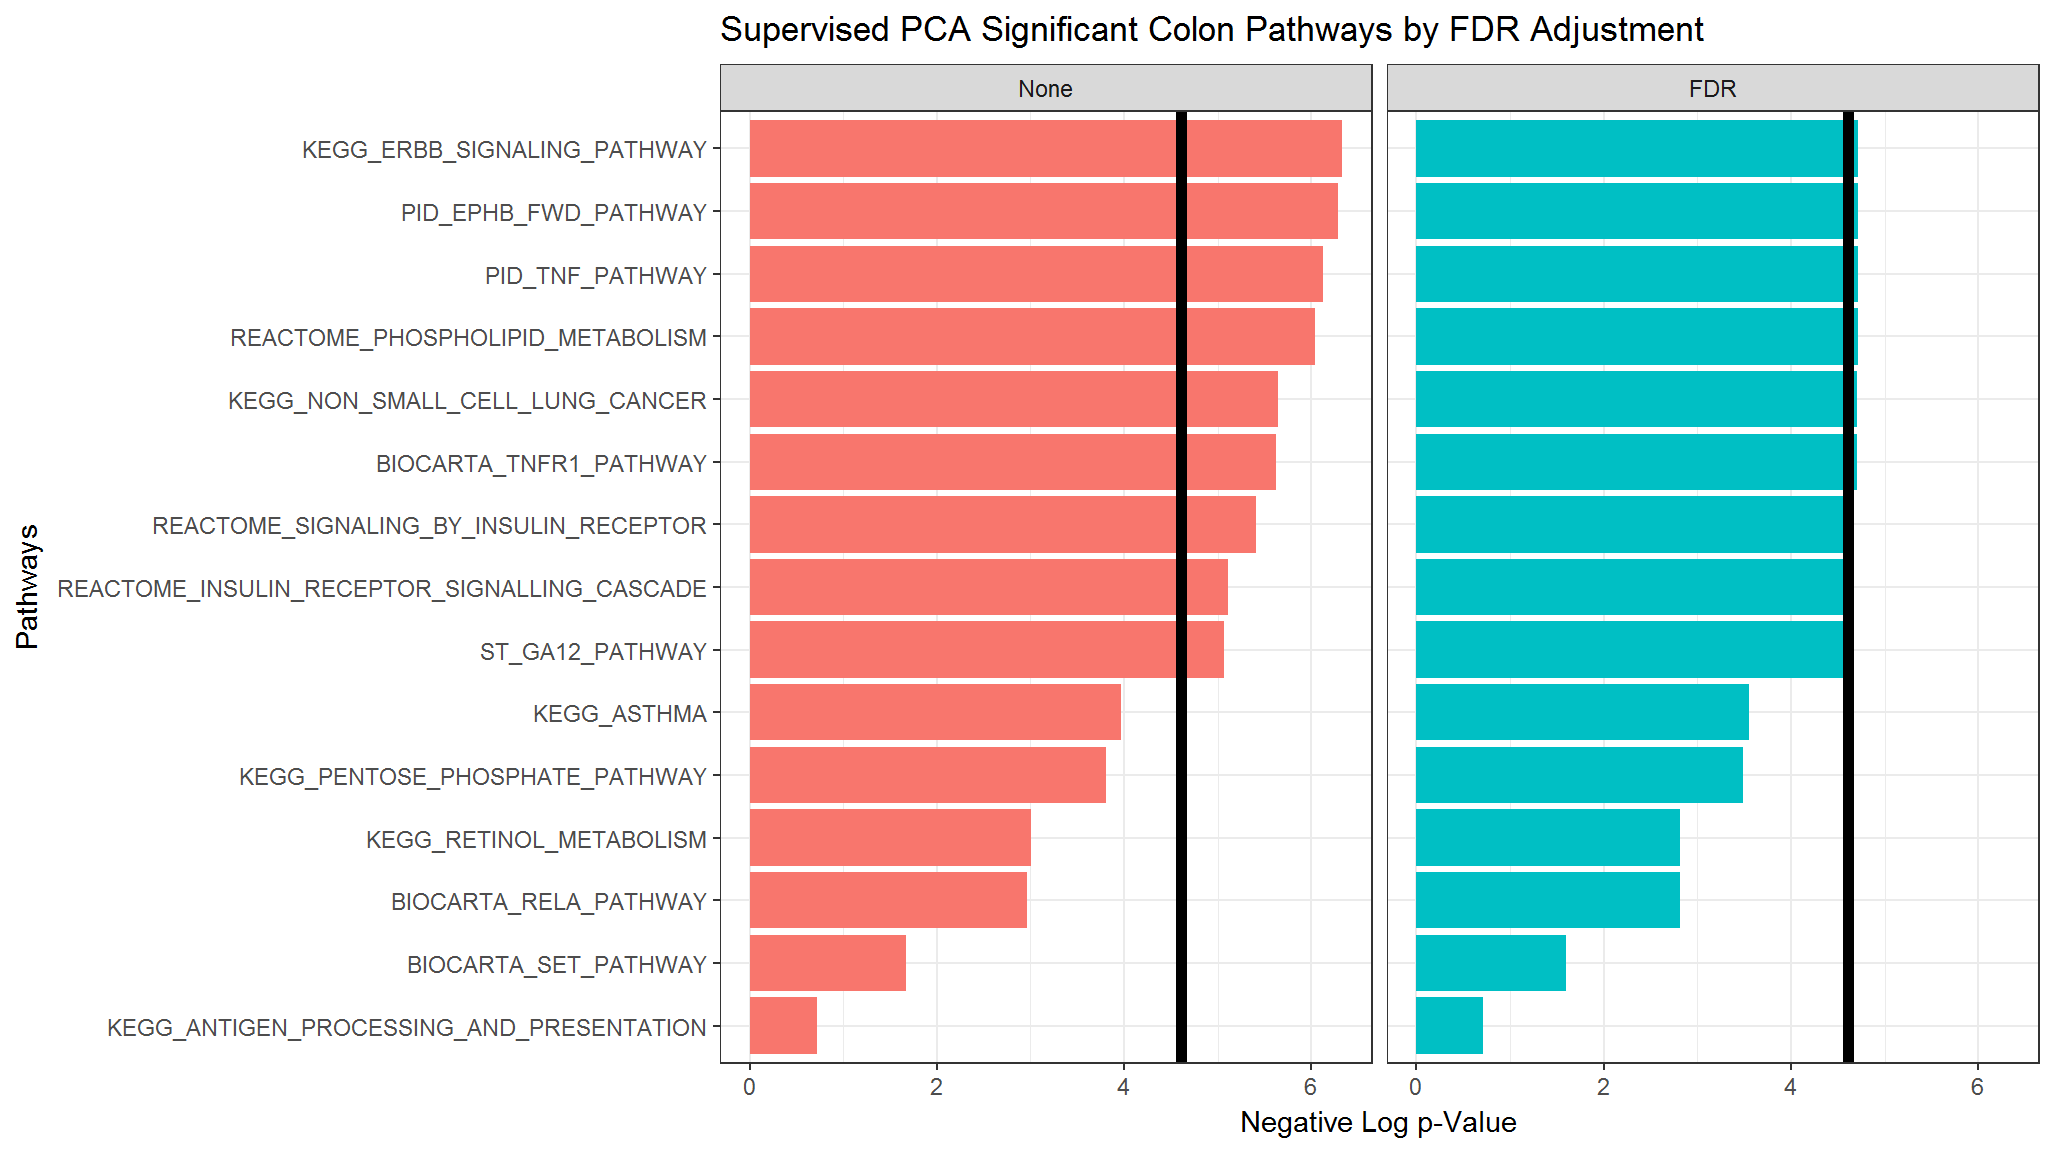 Supervised PCA Significant Colon Pathways by FDR Adjustment
None
FDR
Pathways
KEGG_ERBB_SIGNALING_PATHWAY
PID_EPHB_FWD_PATHWAY
PID_TNF_PATHWAY
REACTOME_PHOSPHOLIPID_METABOLISM
KEGG_NON_SMALL_CELL_LUNG_CANCER
BIOCARTA_TNFR1_PATHWAY
REACTOME_SIGNALING_BY_INSULIN_RECEPTOR
REACTOME_INSULIN_RECEPTOR_SIGNALLING_CASCADE
ST_GA12_PATHWAY
KEGG_ASTHMA
KEGG_PENTOSE_PHOSPHATE_PATHWAY
KEGG_RETINOL_METABOLISM
BIOCARTA_RELA_PATHWAY
BIOCARTA_SET_PATHWAY
KEGG_ANTIGEN_PROCESSING_AND_PRESENTATION
0 2 4 6
0 2 4 6
Negative Log p-Value